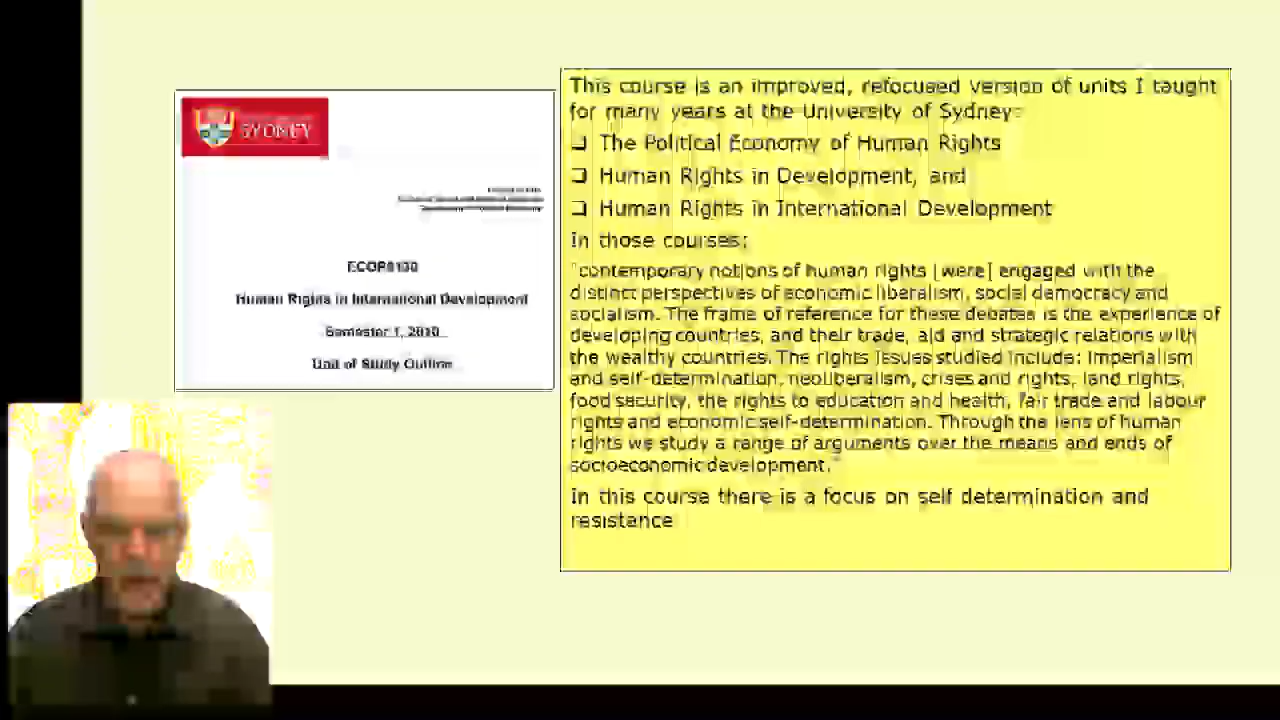 SYDNEY
Human Rights in International Development
Semester 1, 2010
Unit of Study Outline
This course is an improved, refocused version of units I taught
for many years at the University of Sydney
❑ The Political Economy of Human Rights
❑ Human Rights in Development, and
❑ Human Rights in International Development
In those courses:
"contemporary notions of human rights [were] engaged with the
distinct perspectives of economic liberalism, social democracy and
socialism. The frame of reference for these debates is the experience of
developing countries, and their trade, aid and strategic relations with
the wealthy countries. The rights issues studied include: imperialism
and self-determination, neoliberalism, crises and rights, land rights,
food security, the rights to education and health, fair trade and labour
rights and economic self-determination. Through the lens of human
rights we study a range of arguments over the means and ends of
socioeconomic development."
In this course there is a focus on self determination and
resistance